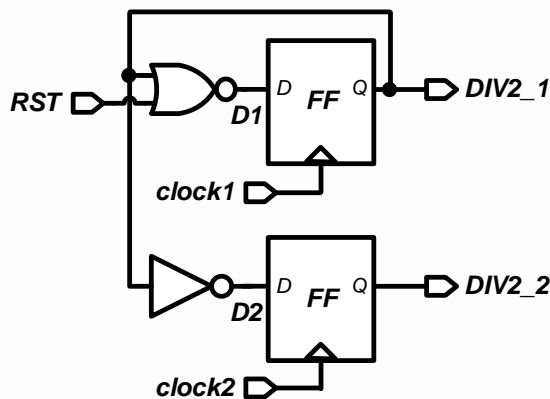 D Q
FF
RST
DIV2_1
D1
clock1
D Q
FF
DIV2_2
D2
clock2